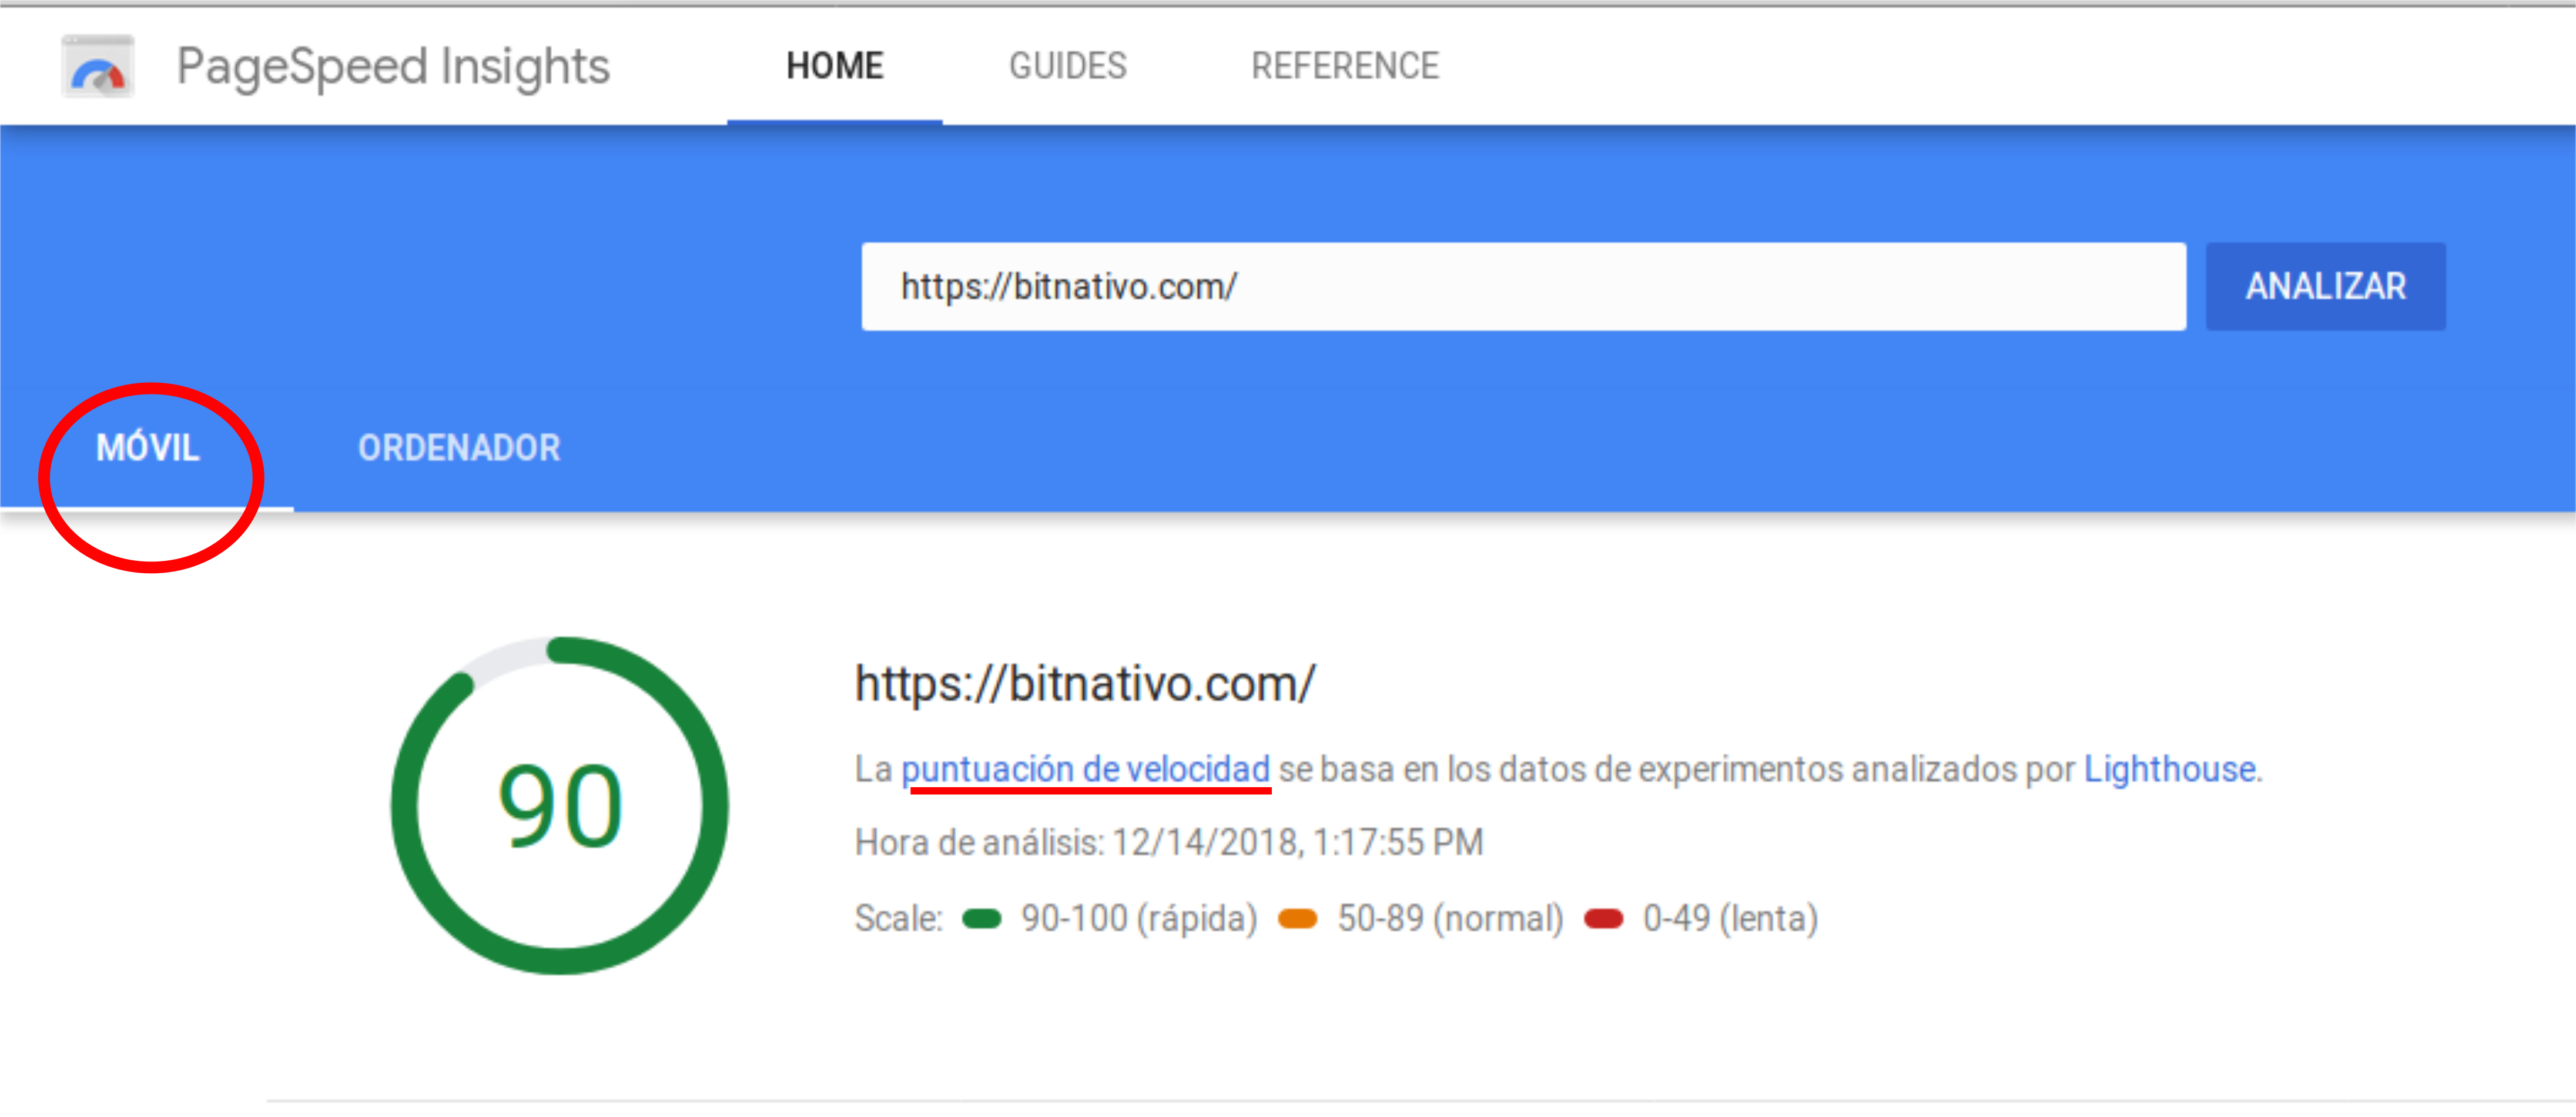 PageSpeed Insights HOME GUIDES REFERENCE
https://bitnativo.com/ ANALIZAR
MÓVIL ORDENADOR
https://bitnativo.com/
La puntuación de velocidad se basa en los datos de experimentos analizados por Lighthouse.
90
Hora de análisis: 12/14/2018, 1:17:55 PM
Scale: 90-100 (rápida) 50-89 (normal) 0-49 (lenta)